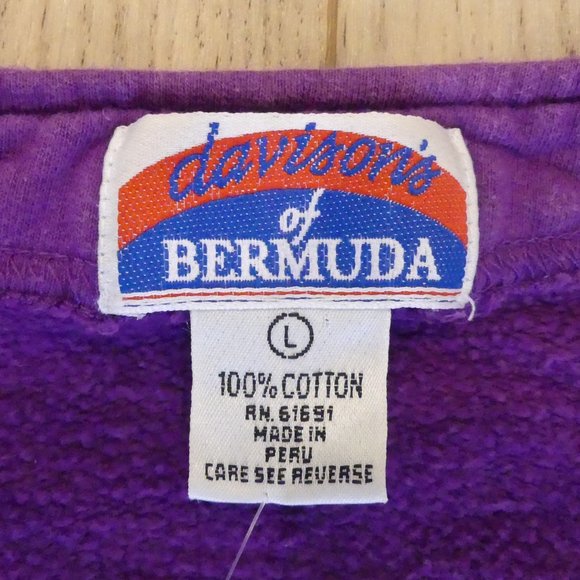 davison's
of
BERMUDA
L
100% COTTON
RN. 61691
MADE IN
PERU
CARE SEE REVERSE